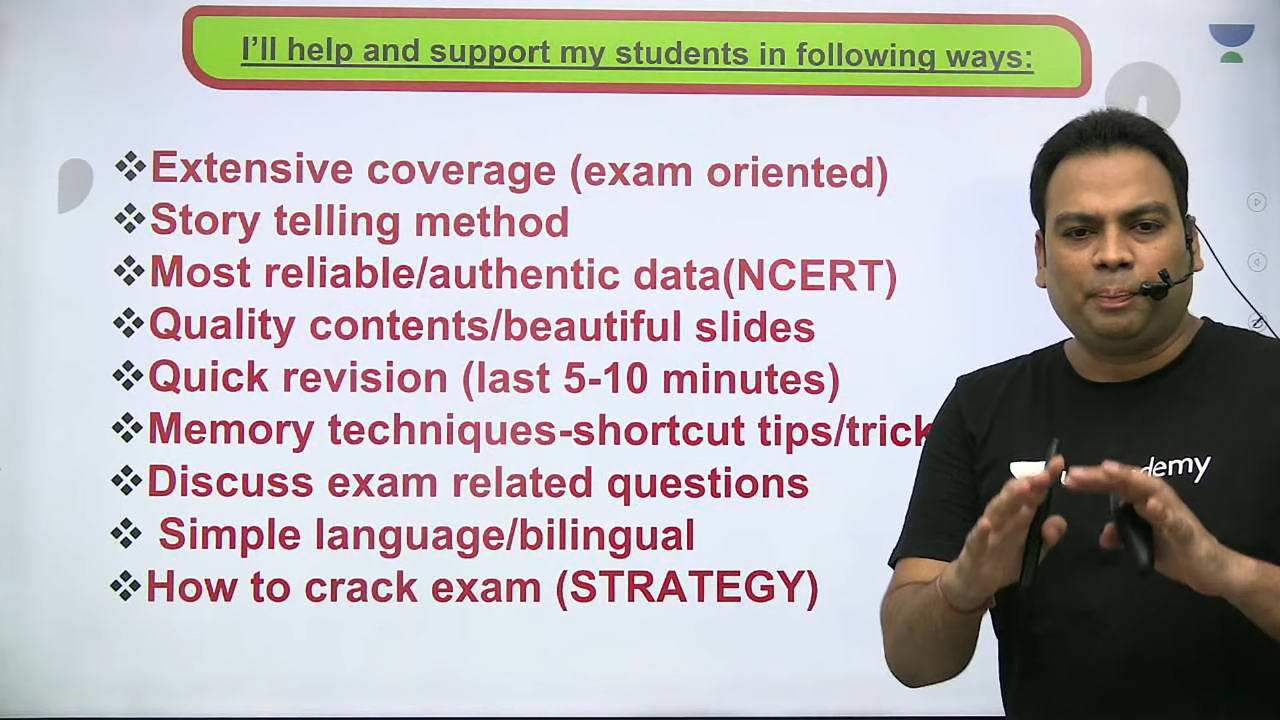 I’ll help and support my students in following ways:
❖Extensive coverage (exam oriented)
❖Story telling method
❖Most reliable/authentic data(NCERT)
❖Quality contents/beautiful slides
❖Quick revision (last 5-10 minutes)
❖Memory techniques-shortcut tips/trick
❖Discuss exam related questions
❖ Simple language/bilingual
❖How to crack exam (STRATEGY)